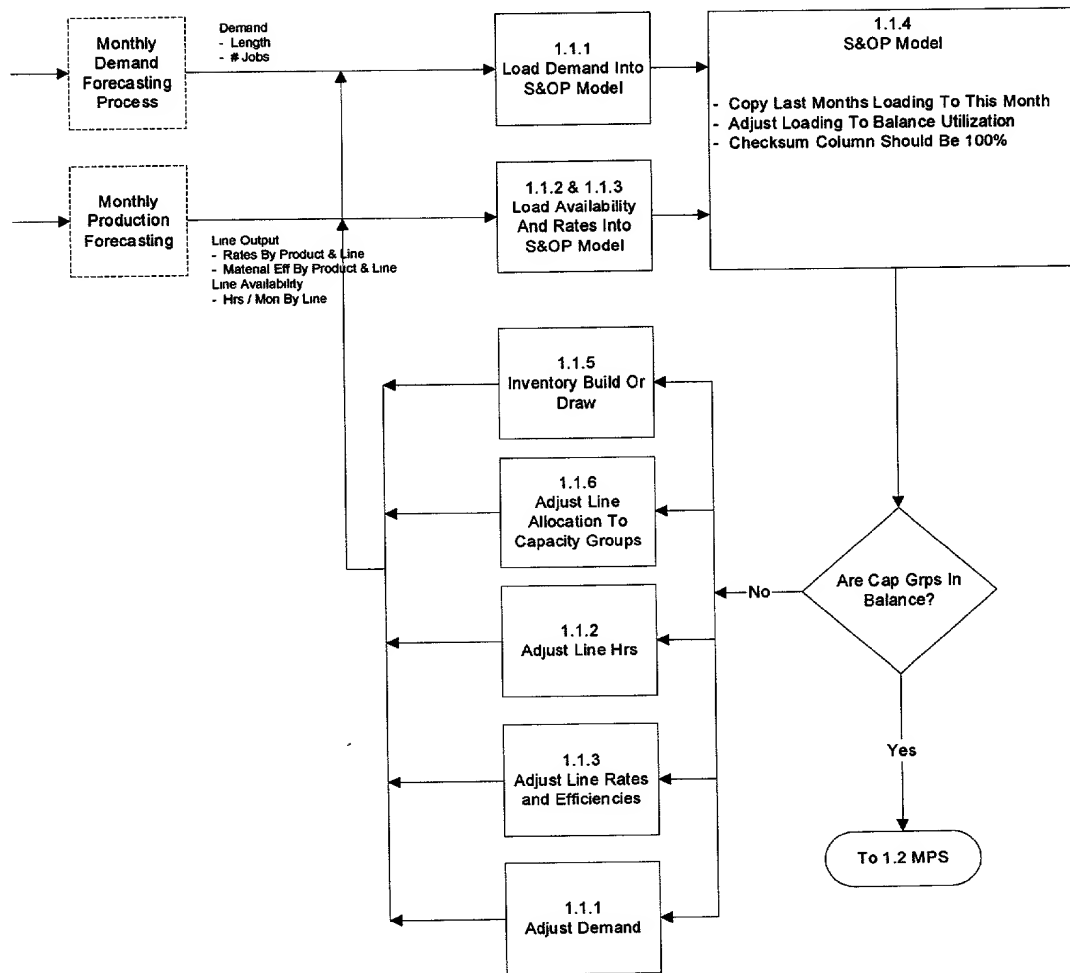 Monthly
Demand
Forecasting
Process
Demand
- Length
- # Jobs
1.1.1
Load Demand Into
S&OP Model
1.1.4
S&OP Model
- Copy Last Months Loading To This Month
- Adjust Loading To Balance Utilization
- Checksum Column Should Be 100%
Monthly
Production
Forecasting
Line Output
- Rates By Product & Line
- Material Eff By Product & Line
Line Availability
- Hrs / Mon By Line
1.1.2 & 1.1.3
Load Availability
And Rates Into
S&OP Model
1.1.5
Inventory Build Or
Draw
1.1.6
Adjust Line
Allocation To
Capacity Groups
1.1.2
Adjust Line Hrs
1.1.3
Adjust Line Rates
and Efficiencies
1.1.1
Adjust Demand
No
Are Cap Grps In
Balance?
Yes
To 1.2 MPS